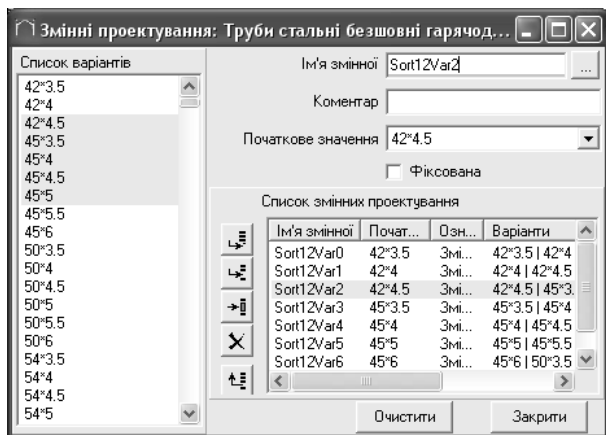 Змінні проектування: Труби стальні безшовні гарячод...
Список варіантів
42*3.5
42*4
42*4.5
45*3.5
45*4
45*4.5
45*5
45*5.5
45*6
50*3.5
50*4
50*4.5
50*5
50*5.5
50*6
54*3.5
54*4
54*4.5
54*5
Ім'я змінної Sort12Var2 ...
Коментар
Початкове значення 42*4.5
Фіксована
Список змінних проектування
Ім'я змінної Почат... Озн... Варіанти
Sort12Var0 42*3.5 Змі... 42*3.5 | 42*4
Sort12Var1 42*4 Змі... 42*4 | 42*4.5
Sort12Var2 42*4.5 Змі... 42*4.5 | 45*3.
Sort12Var3 45*3.5 Змі... 45*3.5 | 45*4
Sort12Var4 45*4 Змі... 45*4 | 45*4.5
Sort12Var5 45*5 Змі... 45*5 | 45*5.5
Sort12Var6 45*6 Змі... 45*6 | 50*3.5
Очистити Закрити